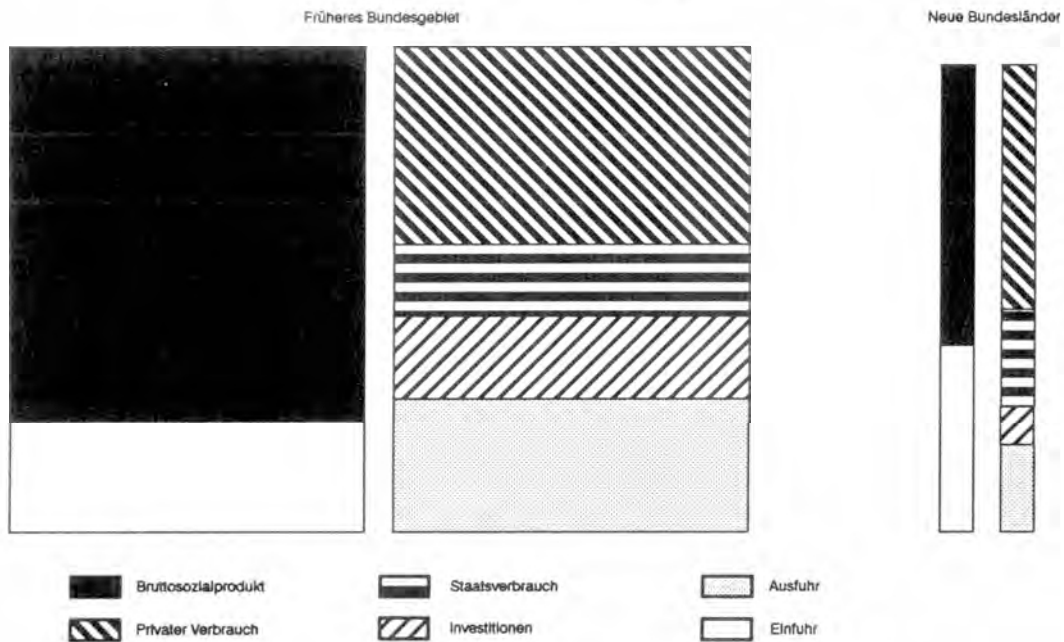 Früheres Bundesgebiet
Neue Bundesländer
Bruttosozialprodukt
Staatsverbrauch
Ausfuhr
Privater Verbrauch
Investitionen
Einfuhr